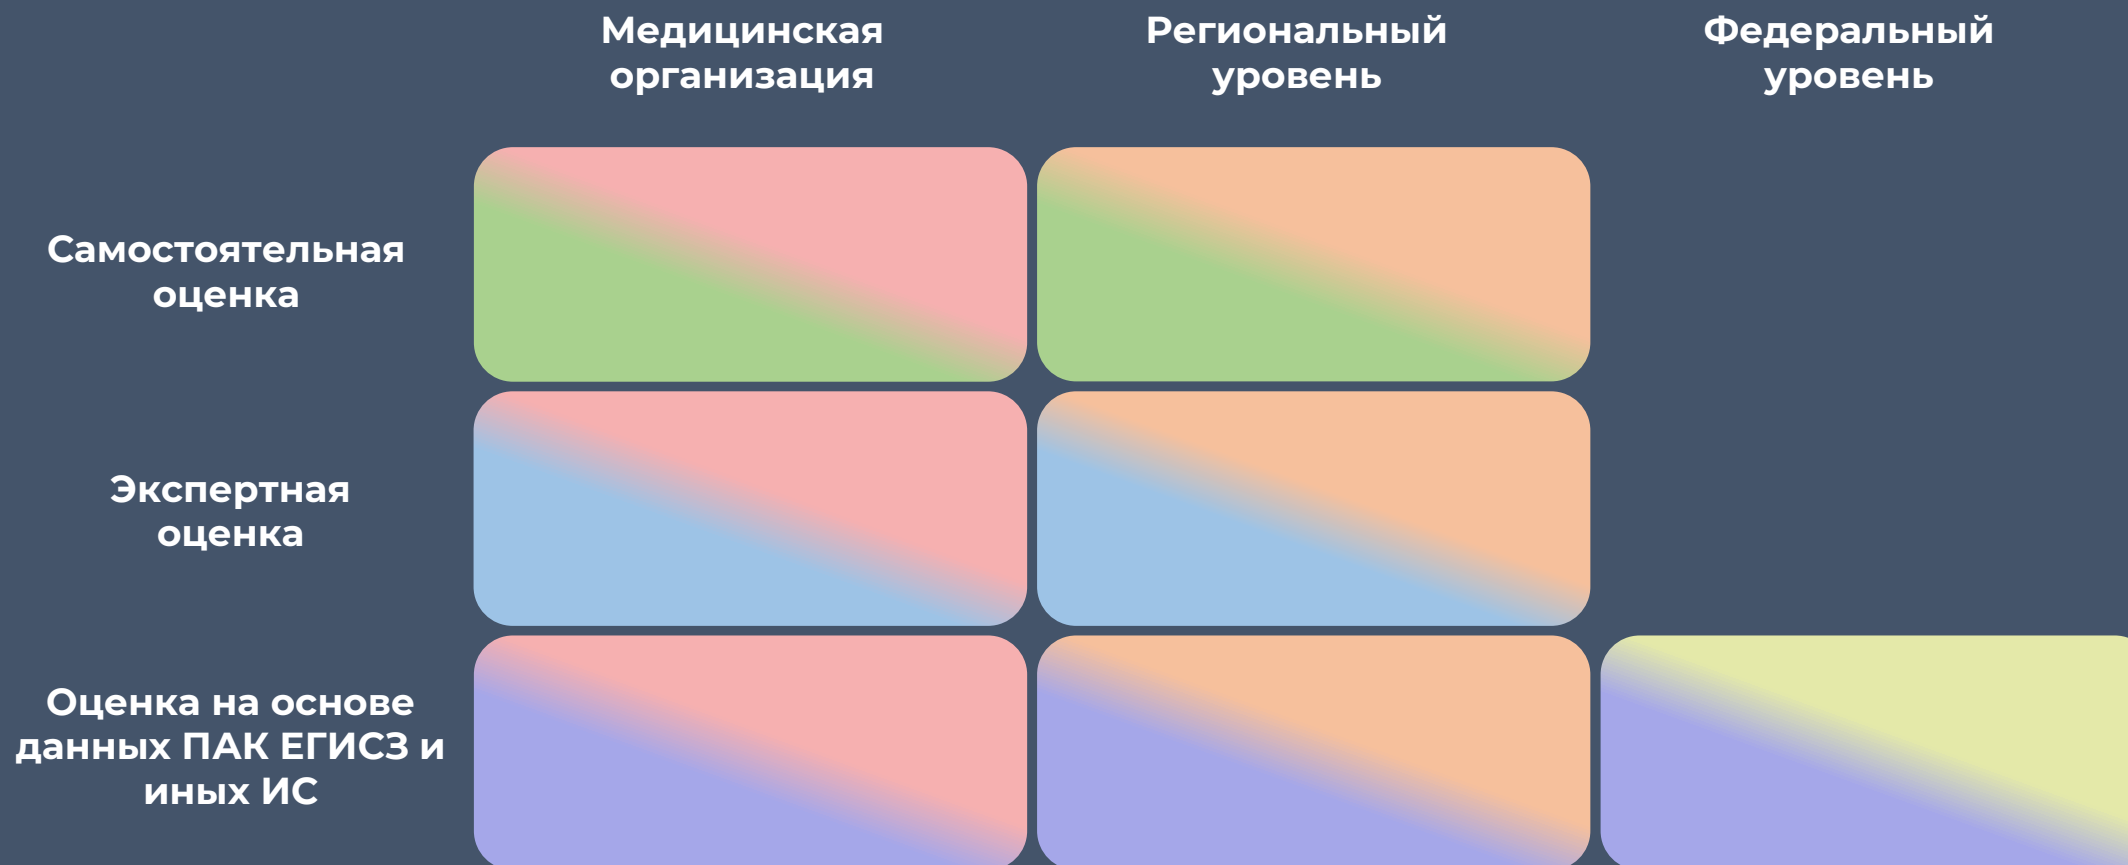 Медицинская
организация
Региональный
уровень
Федеральный
уровень
Самостоятельная
оценка
Экспертная
оценка
Оценка на основе
данных ПАК ЕГИСЗ и
иных ИС